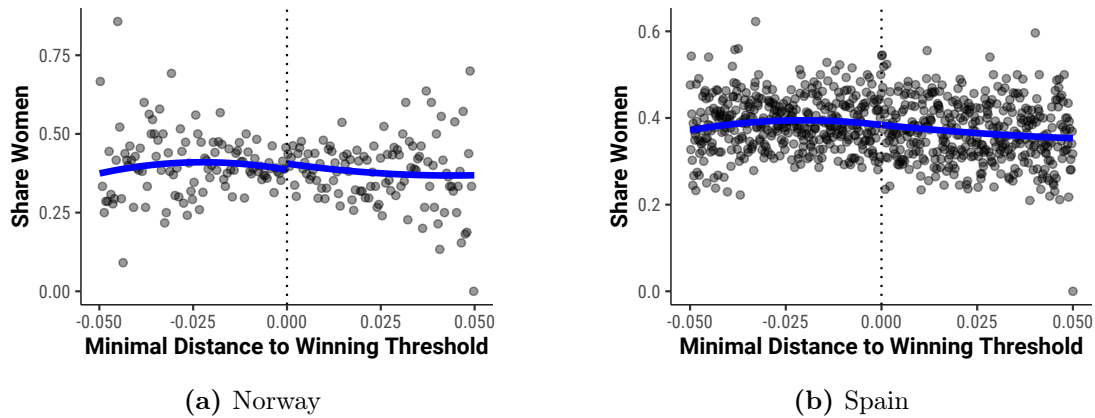 Share Women
0.75
0.50
0.25
0.00
-0.050 -0.025 0.000 0.025 0.050
Minimal Distance to Winning Threshold
(a) Norway
Share Women
0.6
0.4
0.2
0.0
-0.050 -0.025 0.000 0.025 0.050
Minimal Distance to Winning Threshold
(b) Spain